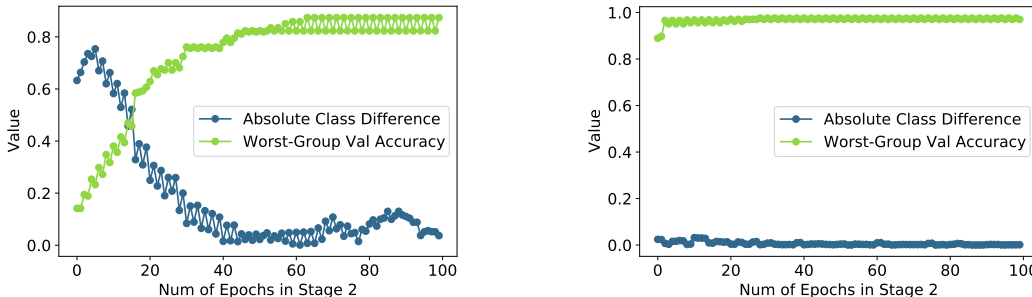 0.8
0.6
0.4
0.2
0.0
Value
0 20 40 60 80 100
Num of Epochs in Stage 2
Absolute Class Difference
Worst-Group Val Accuracy
1.0
0.8
0.6
0.4
0.2
0.0
Value
0 20 40 60 80 100
Num of Epochs in Stage 2
Absolute Class Difference
Worst-Group Val Accuracy